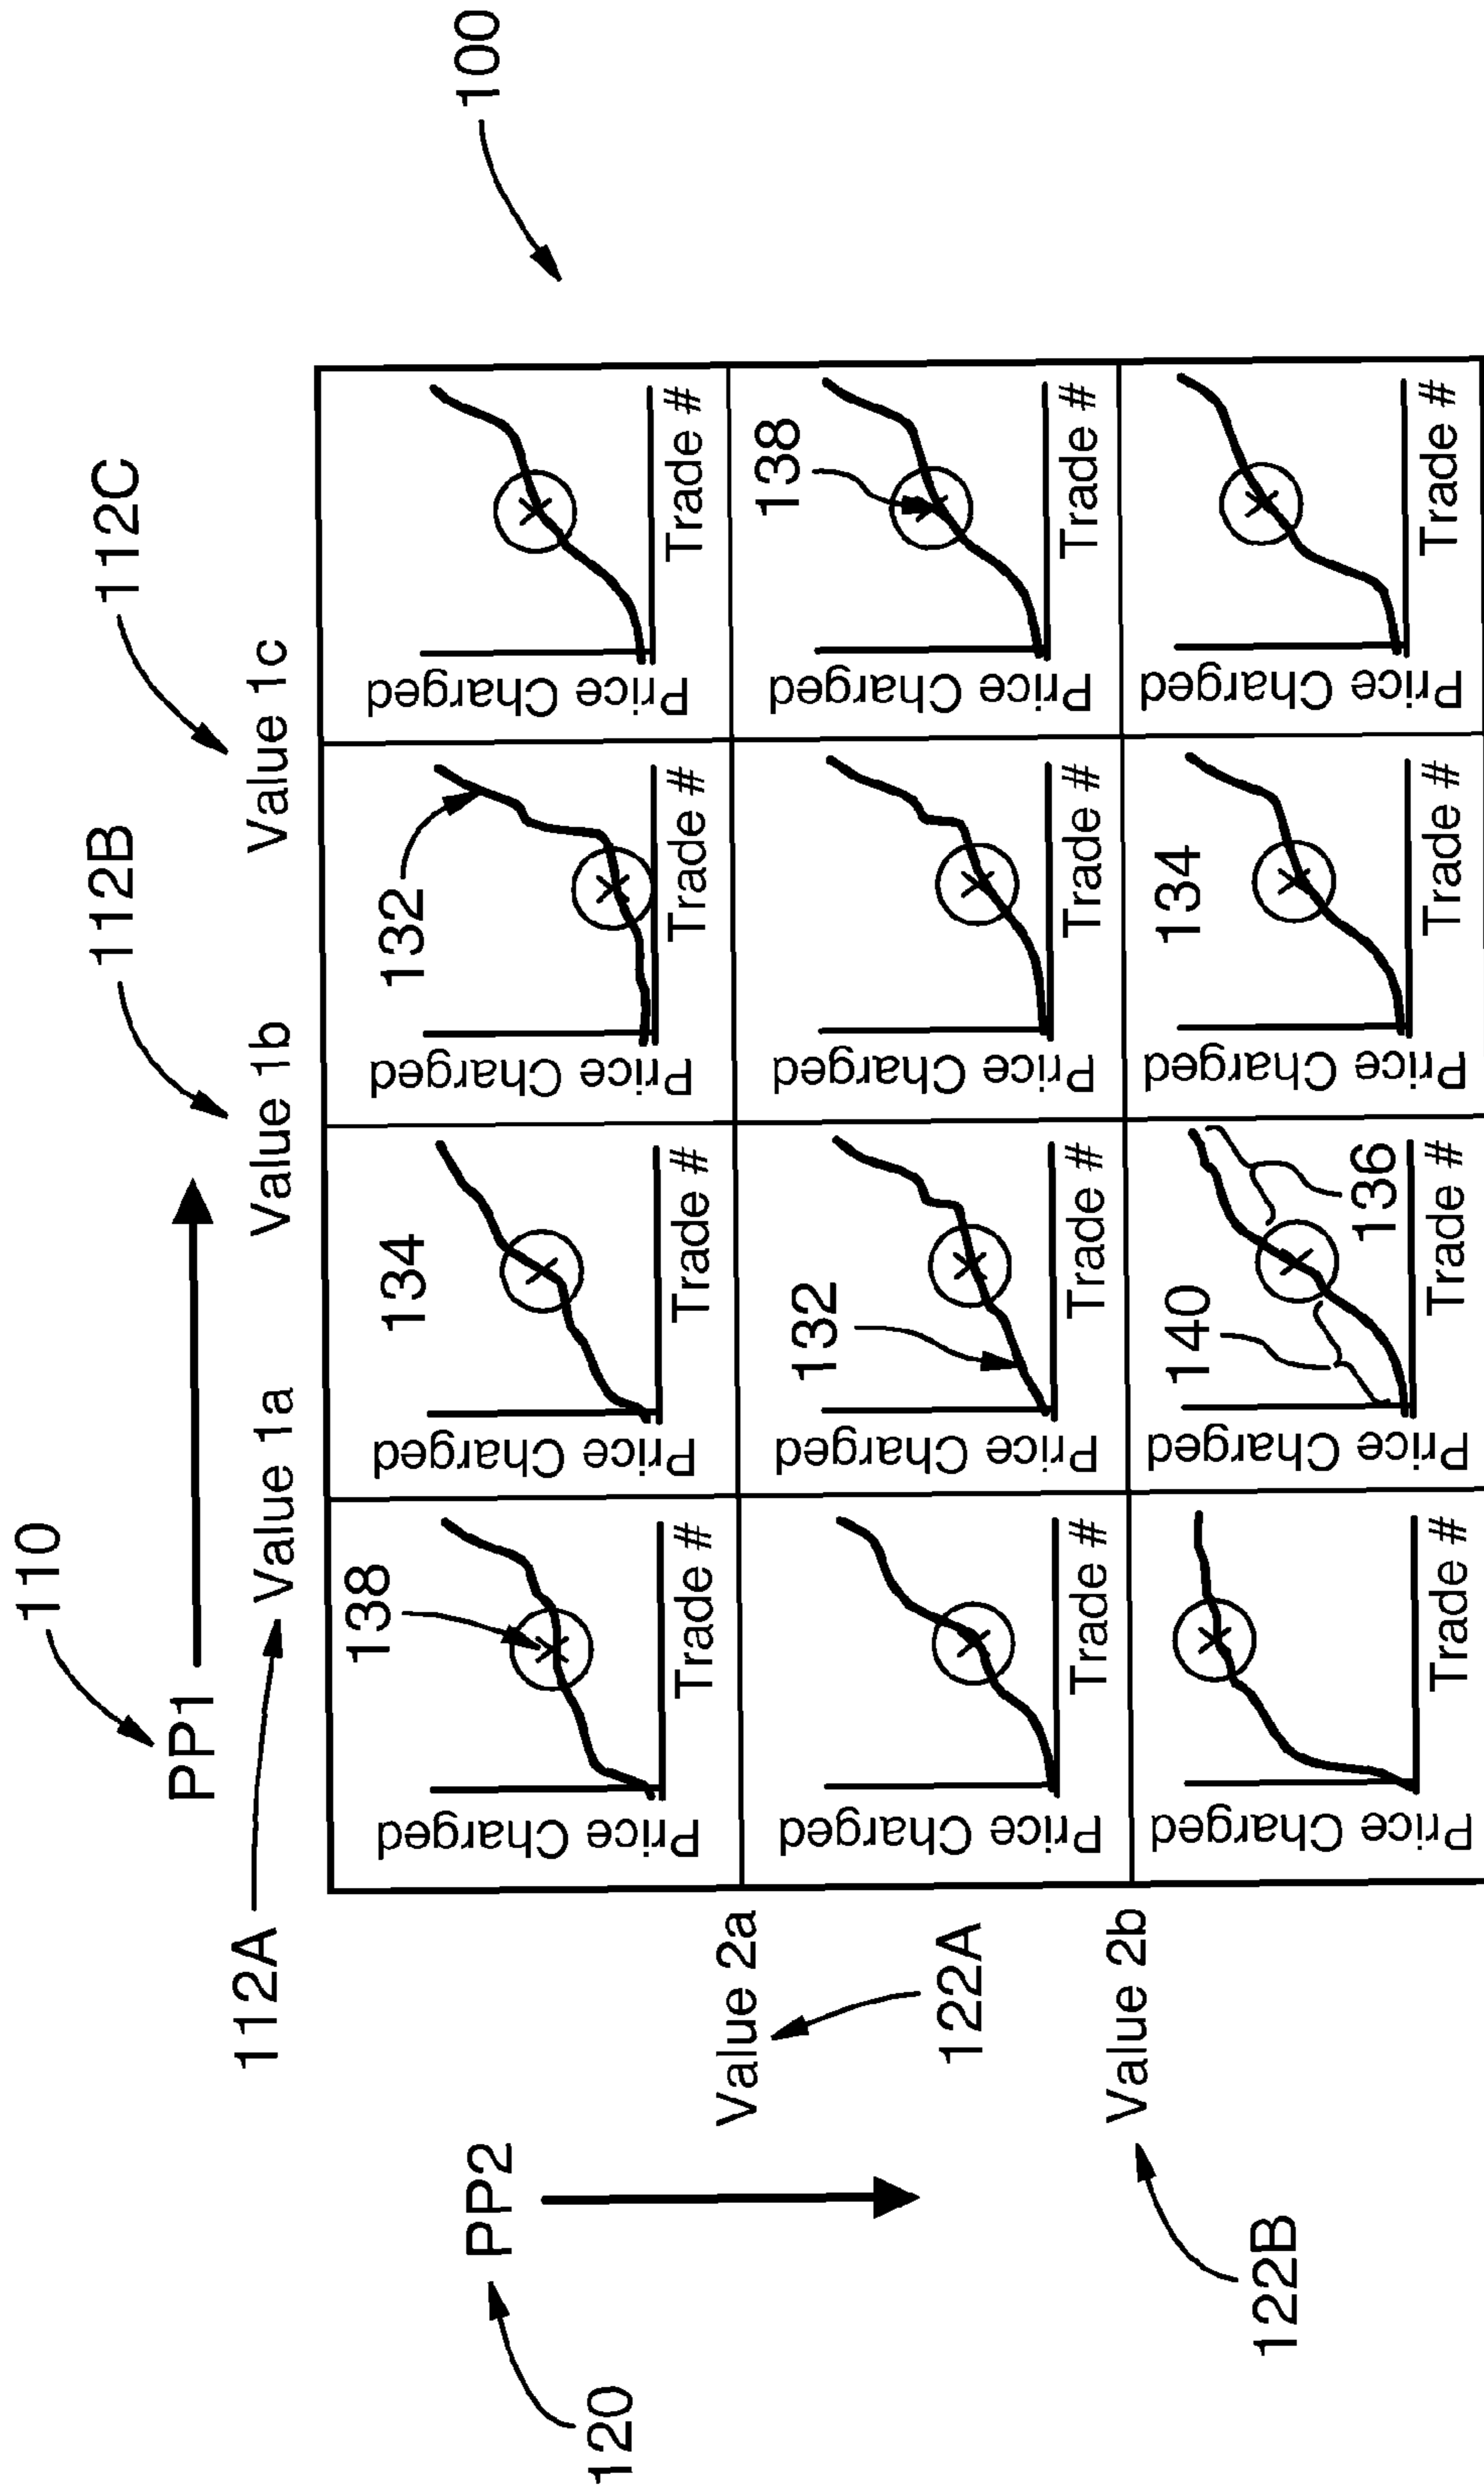 110
112B
112C
PP1
112A
Value 1a
Value 1b
Value 1c
100
120
PP2
138
134
132
Price Charged
Price Charged
Price Charged
Price Charged
Trade #
Trade #
Trade #
Trade #
Value 2a
122A
132
138
Price Charged
Price Charged
Price Charged
Price Charged
Trade #
Trade #
Trade #
Trade #
Value 2b
122B
140
136
134
Price Charged
Price Charged
Price Charged
Price Charged
Trade #
Trade #
Trade #
Trade #